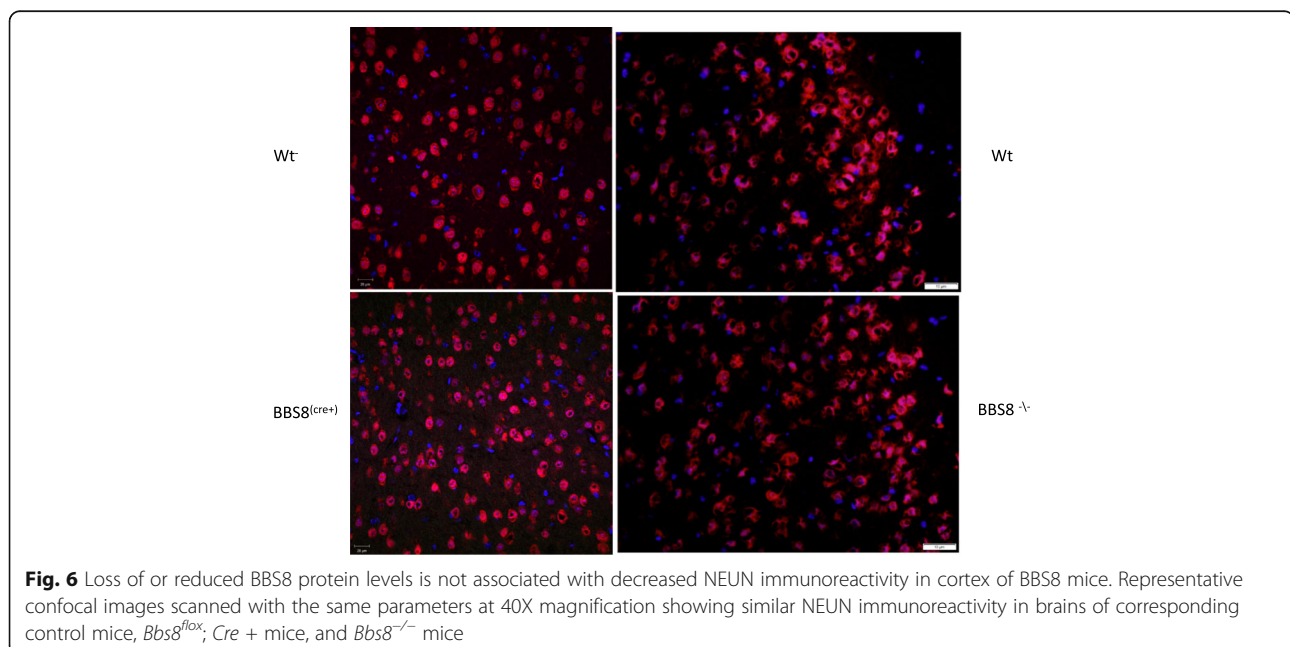 Wt-
Wt
BBS8(cre+)
BBS8 -\-
20 µm
Fig. 6 Loss of or reduced BBS8 protein levels is not associated with decreased NEUN immunoreactivity in cortex of BBS8 mice. Representative
confocal images scanned with the same parameters at 40X magnification showing similar NEUN immunoreactivity in brains of corresponding
control mice, Bbs8flox; Cre + mice, and Bbs8−/− mice